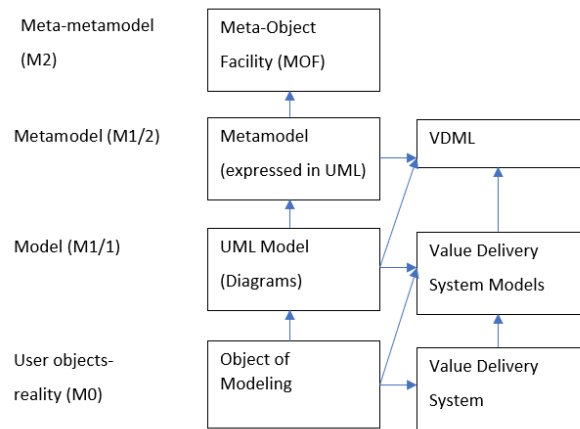 Meta-metamodel
(M2)
Meta-Object
Facility (MOF)
Metamodel (M1/2)
Metamodel
(expressed in UML)
VDML
Model (M1/1)
UML Model
(Diagrams)
Value Delivery
System Models
User objects-
reality (M0)
Object of
Modeling
Value Delivery
System